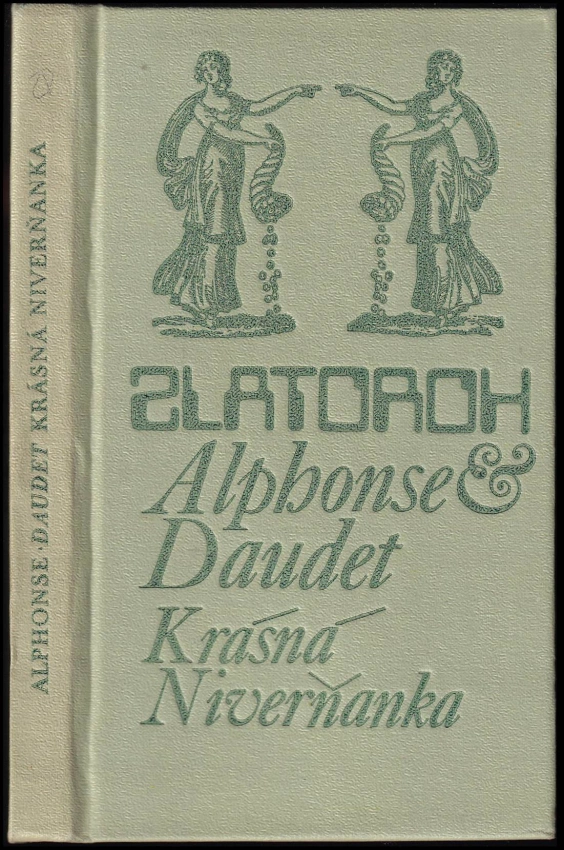 ALPHONSE · DAUDET KRÁSNÁ NIVERŇANKA
ZLATOROH
Alphonse &
Daudet
Krásná
Niverňanka